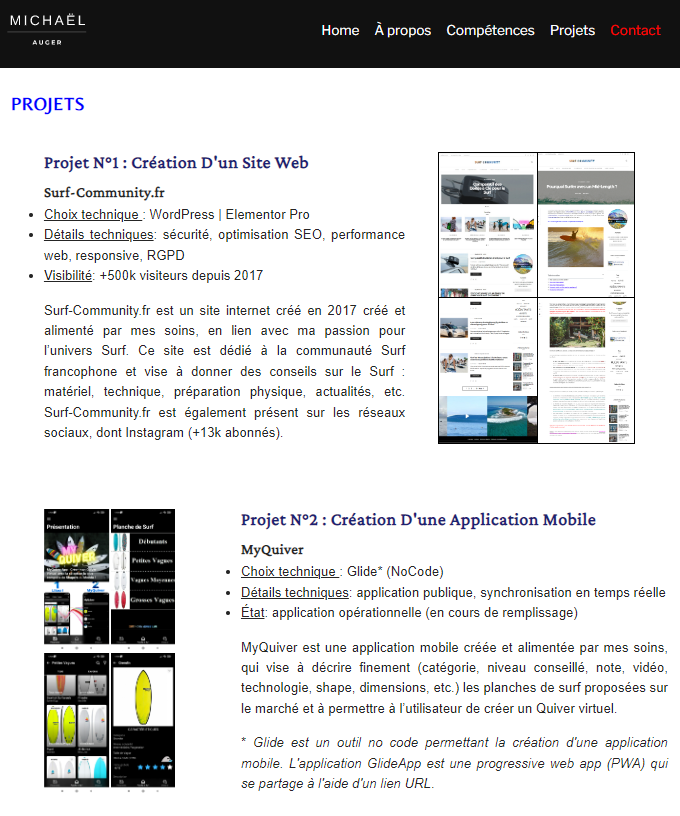 MICHAËL
AUGER
Home À propos Compétences Projets Contact
PROJETS
Projet N°1 : Création D'un Site Web
Surf-Community.fr
Choix technique : WordPress | Elementor Pro
Détails techniques: sécurité, optimisation SEO, performance
web, responsive, RGPD
Visibilité: +500k visiteurs depuis 2017
Surf-Community.fr est un site internet créé en 2017 créé et
alimenté par mes soins, en lien avec ma passion pour
l'univers Surf. Ce site est dédié à la communauté Surf
francophone et vise à donner des conseils sur le Surf :
matériel, technique, préparation physique, actualités, etc.
Surf-Community.fr est également présent sur les réseaux
sociaux, dont Instagram (+13k abonnés).
Présentation
MY
QUIVER
Planche de Surf
Débutants
Petites Vagues
Vagues Moyennes
Grosses Vagues
Projet N°2 : Création D'une Application Mobile
MyQuiver
Choix technique : Glide* (NoCode)
Détails techniques: application publique, synchronisation en temps réelle
État: application opérationnelle (en cours de remplissage)
MyQuiver est une application mobile créée et alimentée par mes soins,
qui vise à décrire finement (catégorie, niveau conseillé, note, vidéo,
technologie, shape, dimensions, etc.) les planches de surf proposées sur
le marché et à permettre à l'utilisateur de créer un Quiver virtuel.
* Glide est un outil no code permettant la création d'une application
mobile. L'application GlideApp est une progressive web app (PWA) qui
se partage à l'aide d'un lien URL.